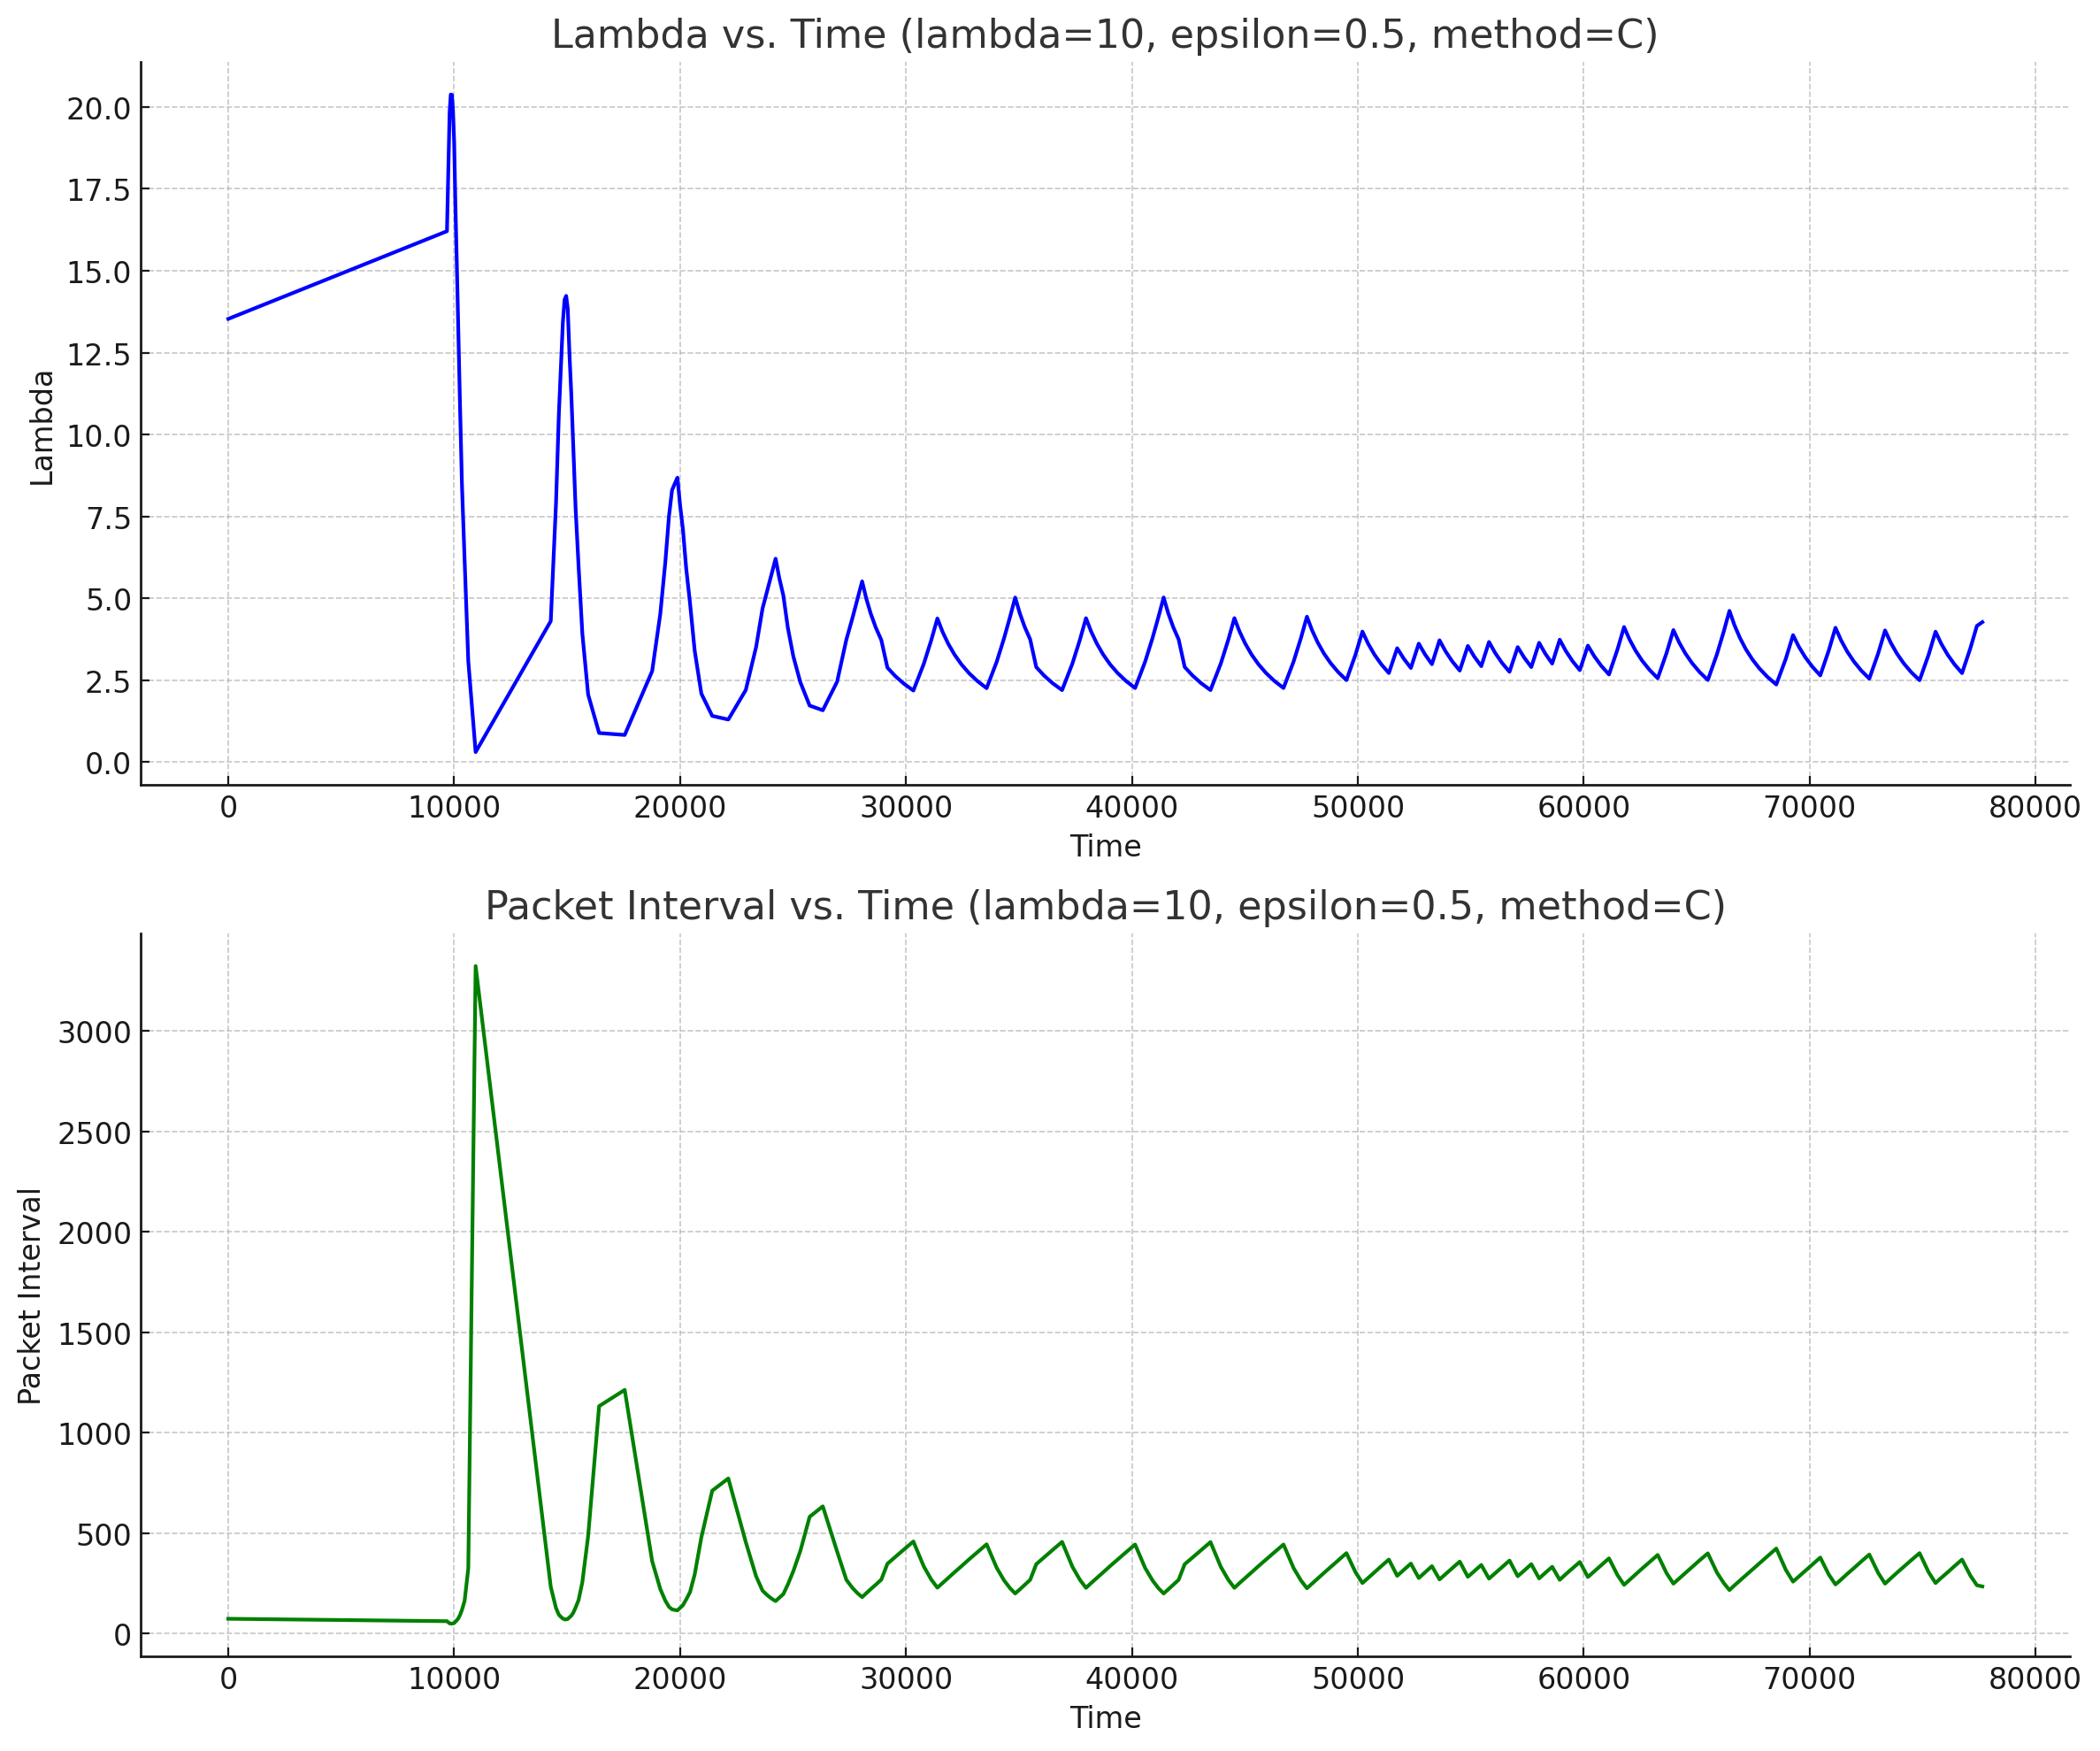 Lambda vs. Time (lambda=10, epsilon=0.5, method=C)
20.0
17.5
15.0
12.5
10.0
7.5
5.0
2.5
0.0
Lambda
0 10000 20000 30000 40000 50000 60000 70000 80000
Time
Packet Interval vs. Time (lambda=10, epsilon=0.5, method=C)
3000
2500
2000
1500
1000
500
0
Packet Interval
0 10000 20000 30000 40000 50000 60000 70000 80000
Time